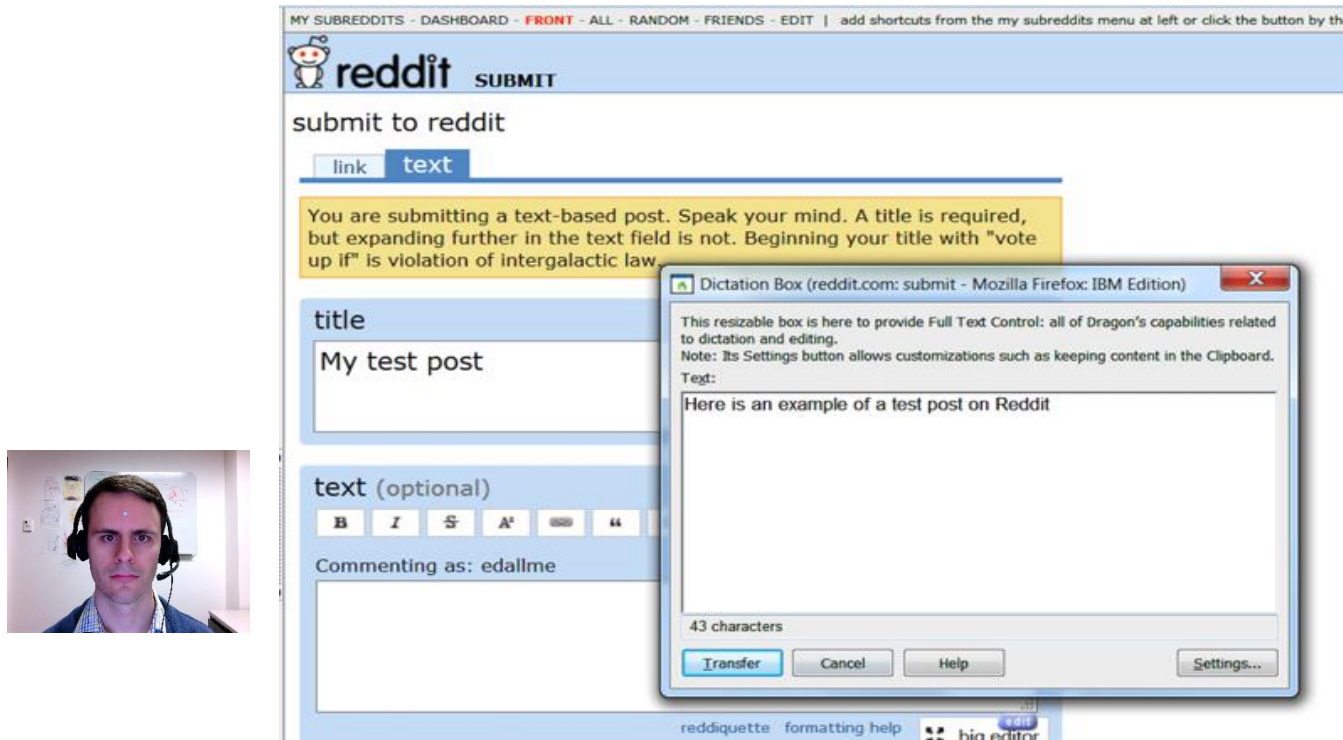 MY SUBREDDITS - DASHBOARD - FRONT - ALL - RANDOM - FRIENDS - EDIT | add shortcuts from the my subreddits menu at left or click the button by the
reddit SUBMIT
submit to reddit
link text
You are submitting a text-based post. Speak your mind. A title is required,
but expanding further in the text field is not. Beginning your title with "vote
up if" is violation of intergalactic law.
title
My test post
text (optional)
B I S A² “
Commenting as: edallme
reddiquette formatting help
edit
big editor
Dictation Box (reddit.com: submit - Mozilla Firefox: IBM Edition)
X
This resizable box is here to provide Full Text Control: all of Dragon's capabilities related
to dictation and editing.
Note: Its Settings button allows customizations such as keeping content in the Clipboard.
Text:
Here is an example of a test post on Reddit
43 characters
Transfer Cancel Help Settings...